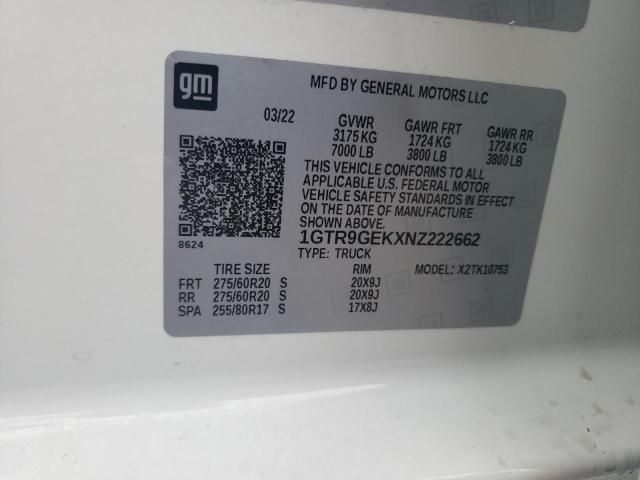 gm
MFD BY GENERAL MOTORS LLC
03/22 GVWR GAWR FRT GAWR RR
3175 KG 1724 KG 1724 KG
7000 LB 3800 LB 3800 LB
THIS VEHICLE CONFORMS TO ALL
APPLICABLE U.S. FEDERAL MOTOR
VEHICLE SAFETY STANDARDS IN EFFECT
ON THE DATE OF MANUFACTURE
SHOWN ABOVE.
8624
1GTR9GEKXNZ222662
TYPE: TRUCK
TIRE SIZE RIM MODEL: X2TK10753
FRT 275/60R20 S 20X9J
RR 275/60R20 S 20X9J
SPA 255/80R17 S 17X8J